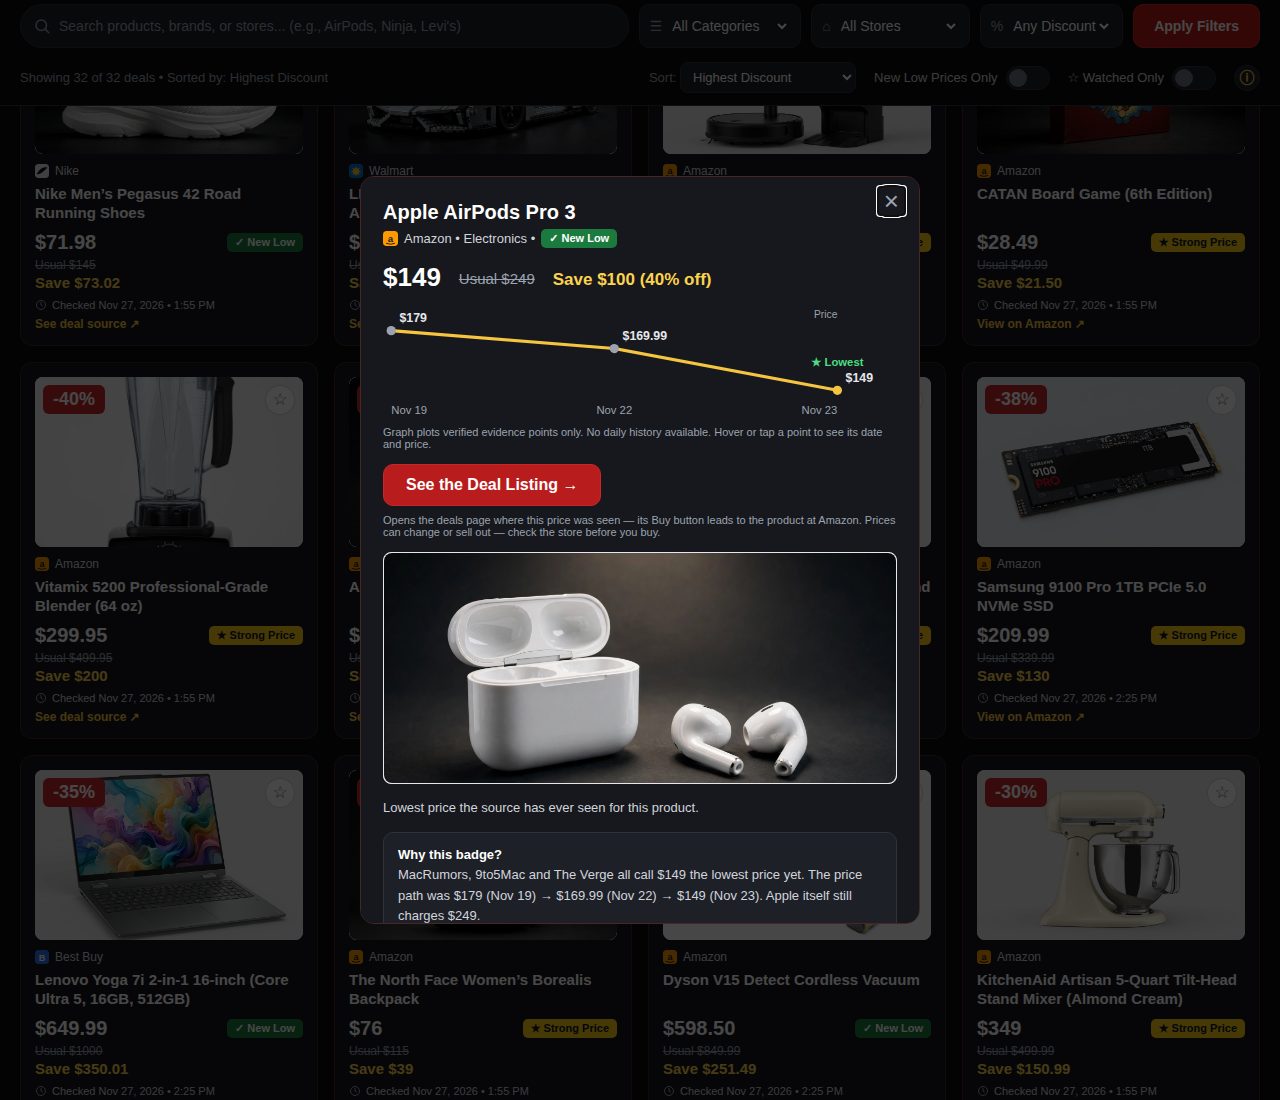 Search products, brands, or stores... (e.g., AirPods, Ninja, Levi's)
All Categories
All Stores
% Any Discount
Apply Filters
Showing 32 of 32 deals • Sorted by: Highest Discount
Sort: Highest Discount
New Low Prices Only
☆ Watched Only
Nike
Nike Men's Pegasus 42 Road
Running Shoes
$71.98
✓ New Low
Usual $145
Save $73.02
Checked Nov 27, 2026 • 1:55 PM
See deal source ↗
Walmart
Amazon
Amazon
CATAN Board Game (6th Edition)
$28.49
★ Strong Price
Usual $49.99
Save $21.50
Checked Nov 27, 2026 • 1:55 PM
View on Amazon ↗
Apple AirPods Pro 3
a Amazon • Electronics •
✓ New Low
$149
Usual $249
Save $100 (40% off)
Price
$179
$169.99
★ Lowest
$149
Nov 19
Nov 22
Nov 23
Graph plots verified evidence points only. No daily history available. Hover or tap a point to see its date
and price.
See the Deal Listing →
Opens the deals page where this price was seen — its Buy button leads to the product at Amazon. Prices
can change or sell out — check the store before you buy.
Lowest price the source has ever seen for this product.
Why this badge?
MacRumors, 9to5Mac and The Verge all call $149 the lowest price yet. The price
path was $179 (Nov 19) → $169.99 (Nov 22) → $149 (Nov 23). Apple itself still
charges $249.
-40%
Amazon
Vitamix 5200 Professional-Grade
Blender (64 oz)
$299.95
★ Strong Price
Usual $499.95
Save $200
Checked Nov 27, 2026 • 1:55 PM
See deal source ↗
-38%
SAMSUNG
9100
PRO
1TB
Amazon
Samsung 9100 Pro 1TB PCIe 5.0
NVMe SSD
$209.99
★ Strong Price
Usual $339.99
Save $130
Checked Nov 27, 2026 • 2:25 PM
View on Amazon ↗
-35%
B Best Buy
Lenovo Yoga 7i 2-in-1 16-inch (Core
Ultra 5, 16GB, 512GB)
$649.99
✓ New Low
Usual $1000
Save $350.01
Checked Nov 27, 2026 • 2:25 PM
Amazon
The North Face Women's Borealis
Backpack
$76
★ Strong Price
Usual $115
Save $39
Checked Nov 27, 2026 • 1:55 PM
Amazon
Dyson V15 Detect Cordless Vacuum
$598.50
✓ New Low
Usual $849.99
Save $251.49
Checked Nov 27, 2026 • 2:25 PM
-30%
Amazon
KitchenAid Artisan 5-Quart Tilt-Head
Stand Mixer (Almond Cream)
$349
★ Strong Price
Usual $499.99
Save $150.99
Checked Nov 27, 2026 • 1:55 PM